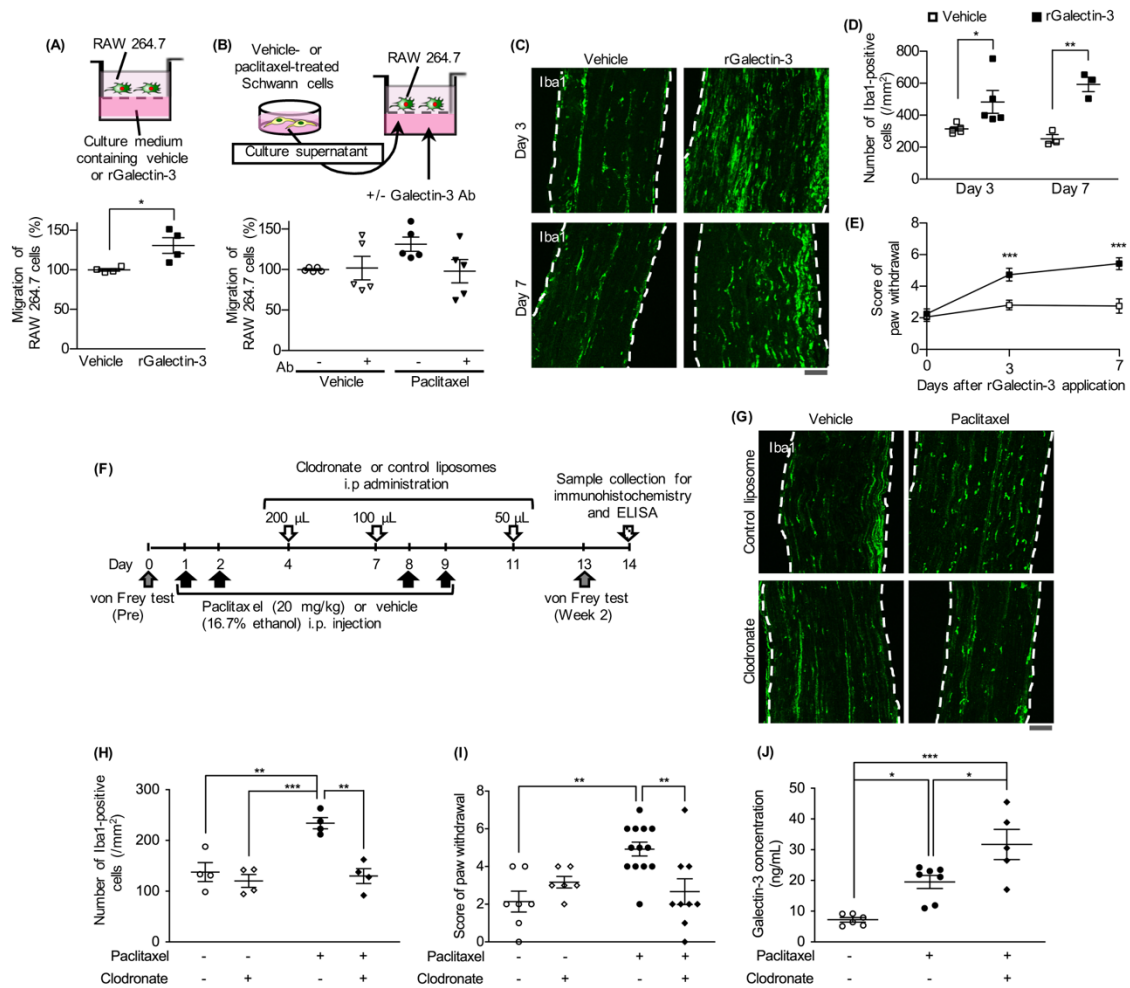 (A)
RAW 264.7
Culture medium
containing vehicle
or rGalectin-3
Migration of
RAW 264.7 cells (%)
150
100
50
*
Vehicle rGalectin-3
(B)
Vehicle- or
paclitaxel-treated
Schwann cells
RAW 264.7
Culture supernatant
+/- Galectin-3 Ab
Migration of
RAW 264.7 cells (%)
200
150
100
50
0
Ab - + - +
Vehicle Paclitaxel
(C)
Vehicle rGalectin-3
Iba1
Day 3
Iba1
Day 7
(D)
Vehicle rGalectin-3
Number of Iba1-positive
cells (/mm2)
800
600
400
200
0
* **
Day 3 Day 7
(E)
Score of
paw withdrawal
8
6
4
2
0
*** ***
0 3 7
Days after rGalectin-3 application
(F)
Clodronate or control liposomes
i.p administration
Sample collection for
immunohistochemistry
and ELISA
200 µL 100 µL 50 µL
Day 0 1 2 4 7 8 9 11 13 14
von Frey test
(Pre)
Paclitaxel (20 mg/kg) or vehicle
(16.7% ethanol) i.p. injection
von Frey test
(Week 2)
(G)
Vehicle Paclitaxel
Iba1
Control liposome
Clodronate
(H)
Number of Iba1-positive
cells (/mm2)
300
200
100
0
**
*** **
Paclitaxel - - + +
Clodronate - + - +
(I)
Score of paw withdrawal
8
6
4
2
0
** **
- - + +
- + - +
(J)
Galectin-3 concentration
(ng/mL)
50
40
30
20
10
0
***
* *
Paclitaxel - + +
Clodronate - - +